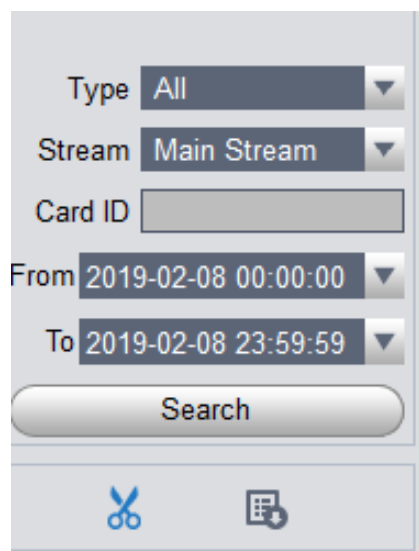 Type All
Stream Main Stream
Card ID
From 2019-02-08 00:00:00
To 2019-02-08 23:59:59
Search